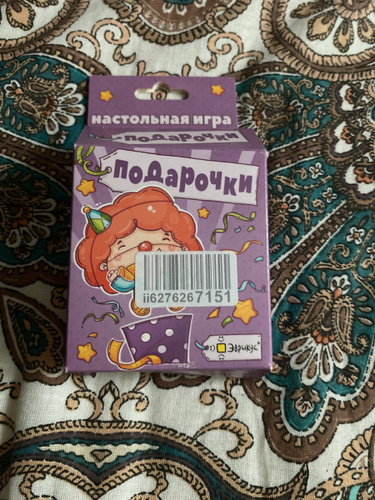 настольная игра
подарочки
подарочки
ii6276267151
Эврикус